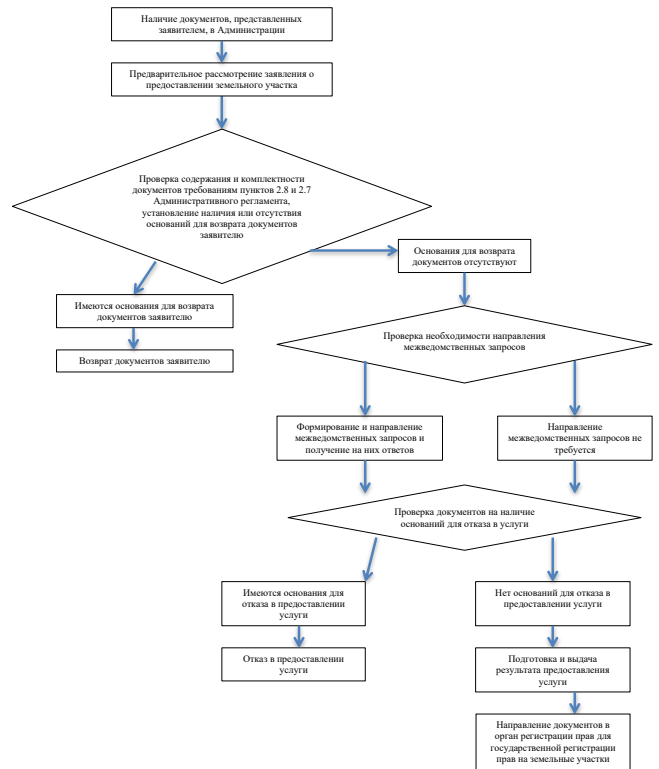 Наличие документов, представленных
заявителем, в Администрации
Предварительное рассмотрение заявления о
предоставлении земельного участка
Проверка содержания и комплектности
документов требованиям пунктов 2.8 и 2.7
Административного регламента,
установление наличия или отсутствия
оснований для возврата документов
заявителю
Основания для возврата
документов отсутствуют
Имеются основания для возврата
документов заявителю
Возврат документов заявителю
Проверка необходимости направления
межведомственных запросов
Формирование и направление
межведомственных запросов и
получение на них ответов
Направление
межведомственных запросов не
требуется
Проверка документов на наличие
оснований для отказа в услуги
Имеются основания для
отказа в предоставлении
услуги
Нет оснований для отказа в
предоставлении услуги
Отказ в предоставлении
услуги
Подготовка и выдача
результата предоставления
услуги
Направление документов в
орган регистрации прав для
государственной регистрации
прав на земельные участки